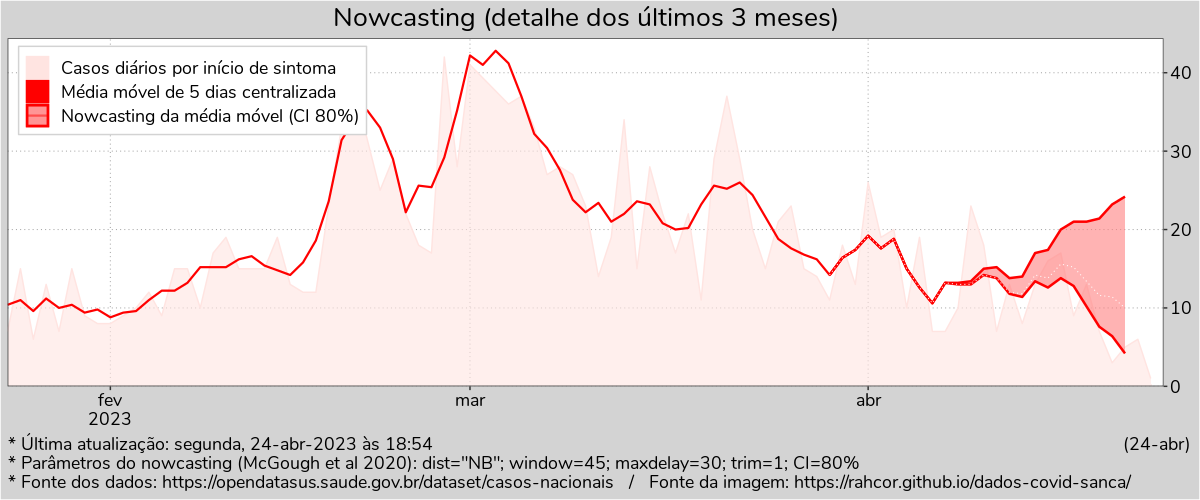 Nowcasting (detalhe dos últimos 3 meses)
Casos diários por início de sintoma
Média móvel de 5 dias centralizada
Nowcasting da média móvel (CI 80%)
40
30
20
10
0
fev
2023
mar
abr
* Última atualização: segunda, 24-abr-2023 às 18:54
(24-abr)
* Parâmetros do nowcasting (McGough et al 2020): dist="NB"; window=45; maxdelay=30; trim=1; CI=80%
* Fonte dos dados: https://opendatasus.saude.gov.br/dataset/casos-nacionais / Fonte da imagem: https://rahcor.github.io/dados-covid-sanca/